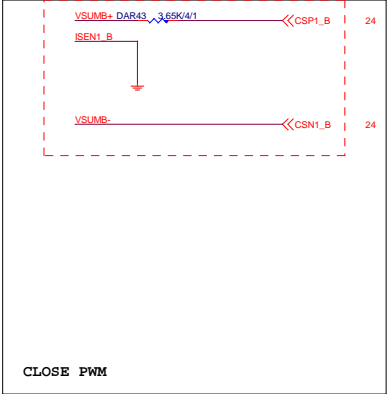 VSUMB+ DAR43 3.65K/4/1 CSP1_B 24
ISEN1_B
VSUMB- CSN1_B 24
CLOSE PWM